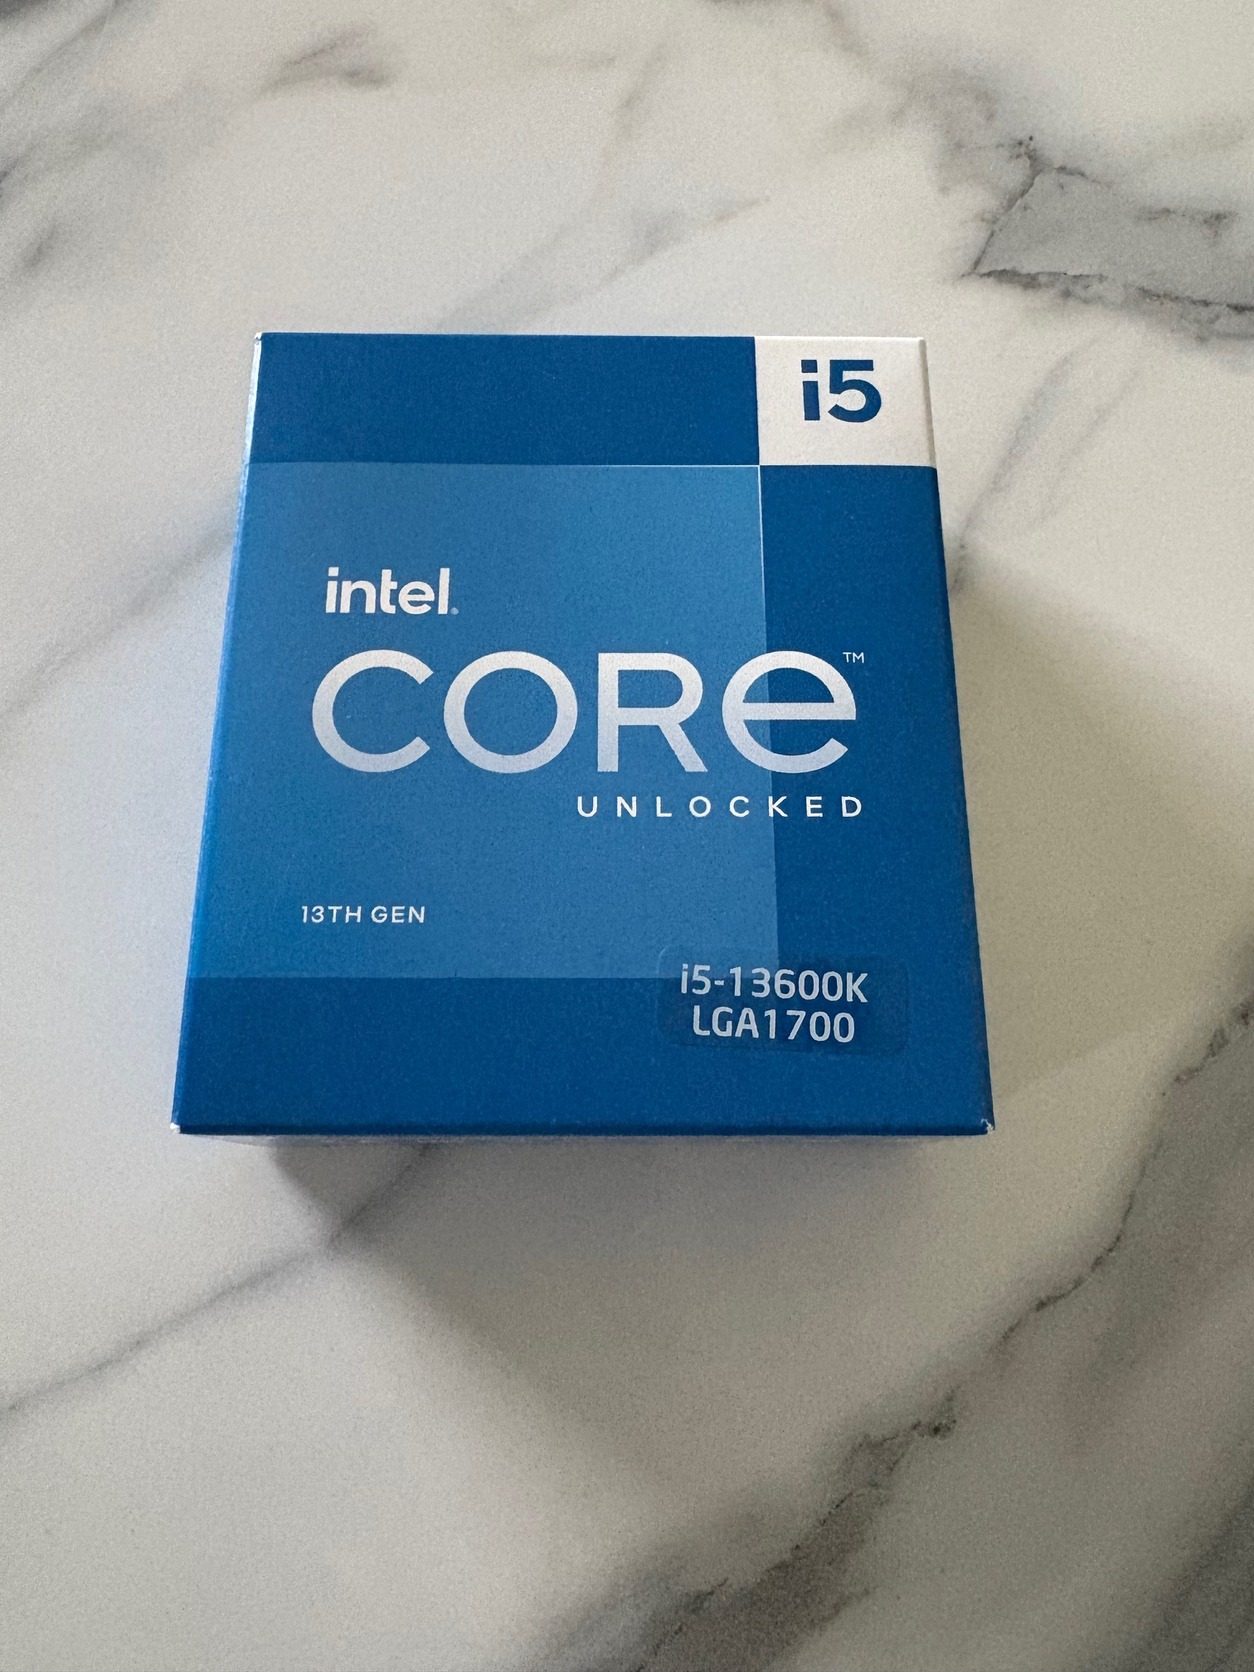 i5
intel.
CORe™
UNLOCKED
13TH GEN
i5-13600K
LGA1700